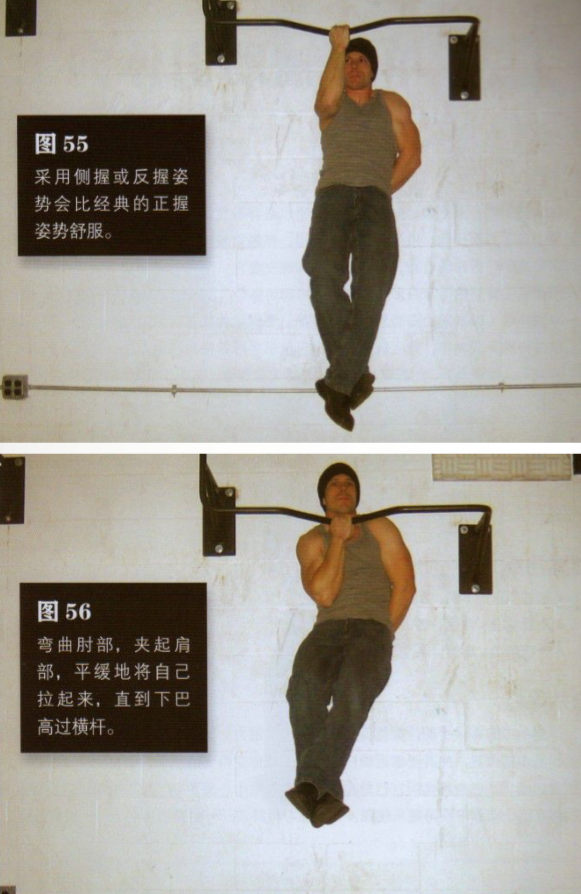 图 55
采用侧握或反握姿
势会比经典的正握
姿势舒服。
图 56
弯曲肘部，夹起肩
部，平缓地将自己
拉起来，直到下巴
高过横杆。